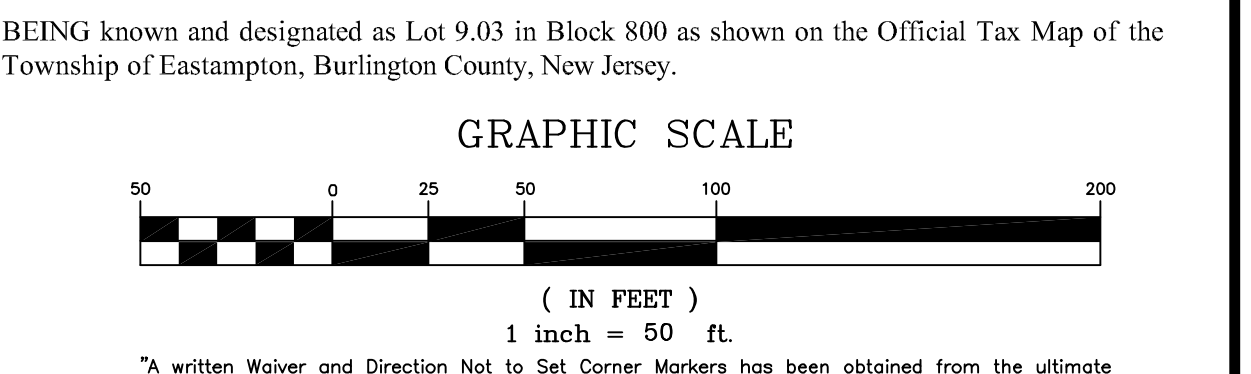 BEING known and designated as Lot 9.03 in Block 800 as shown on the Official Tax Map of the
Township of Eastampton, Burlington County, New Jersey.
GRAPHIC SCALE
50 0 25 50 100 200
( IN FEET )
1 inch = 50 ft.
"A written Waiver and Direction Not to Set Corner Markers has been obtained from the ultimate